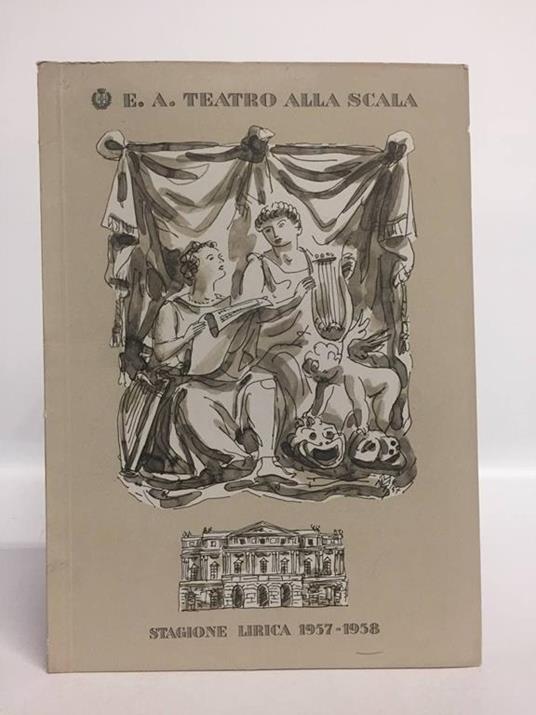 E. A. TEATRO ALLA SCALA
STAGIONE LIRICA 1957-1958